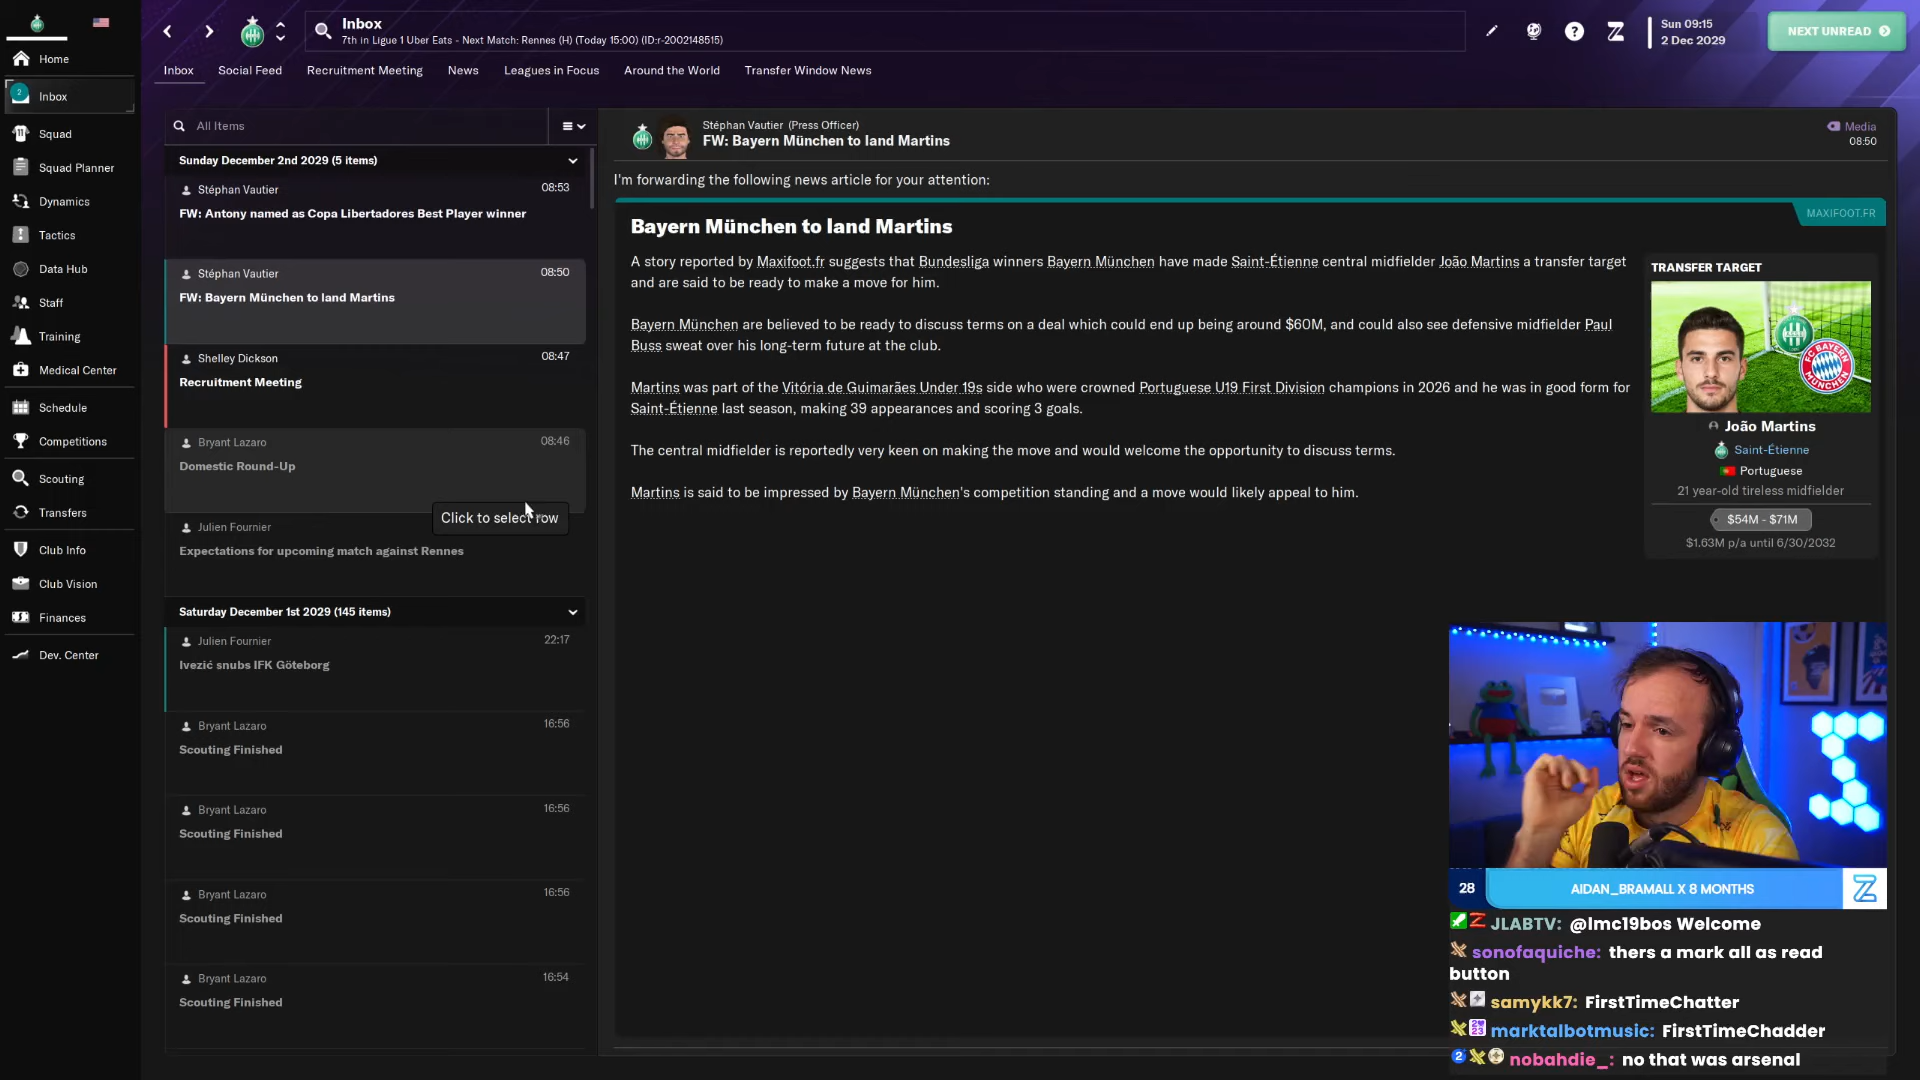 Inbox
7th in Ligue 1 Uber Eats - Next Match: Rennes (H) (Today 15:00) (ID:r-2002148515)
Sun 09:15
2 Dec 2029
NEXT UNREAD
Home
2
Inbox
Squad
Squad Planner
Dynamics
Tactics
Data Hub
Staff
Training
Medical Center
Schedule
Competitions
Scouting
Transfers
Club Info
Club Vision
Finances
Dev. Center
Inbox
Social Feed
Recruitment Meeting
News
Leagues in Focus
Around the World
Transfer Window News
All Items
Sunday December 2nd 2029 (5 items)
Stéphan Vautier 08:53
FW: Antony named as Copa Libertadores Best Player winner
Stéphan Vautier 08:50
FW: Bayern München to land Martins
Shelley Dickson 08:47
Recruitment Meeting
Bryant Lazaro 08:46
Domestic Round-Up
Click to select row
Julien Fournier
Expectations for upcoming match against Rennes
Saturday December 1st 2029 (145 items)
Julien Fournier 22:17
Ivezić snubs IFK Göteborg
Bryant Lazaro 16:56
Scouting Finished
Bryant Lazaro 16:56
Scouting Finished
Bryant Lazaro 16:56
Scouting Finished
Bryant Lazaro 16:54
Scouting Finished
Stéphan Vautier (Press Officer)
FW: Bayern München to land Martins
Media
08:50
I'm forwarding the following news article for your attention:
MAXIFOOT.FR
Bayern München to land Martins
A story reported by Maxifoot.fr suggests that Bundesliga winners Bayern München have made Saint-Étienne central midfielder João Martins a transfer target
and are said to be ready to make a move for him.
Bayern München are believed to be ready to discuss terms on a deal which could end up being around $60M, and could also see defensive midfielder Paul
Buss sweat over his long-term future at the club.
Martins was part of the Vitória de Guimarães Under 19s side who were crowned Portuguese U19 First Division champions in 2026 and he was in good form for
Saint-Étienne last season, making 39 appearances and scoring 3 goals.
The central midfielder is reportedly very keen on making the move and would welcome the opportunity to discuss terms.
Martins is said to be impressed by Bayern München's competition standing and a move would likely appeal to him.
TRANSFER TARGET
João Martins
Saint-Étienne
Portuguese
21 year-old tireless midfielder
$54M - $71M
$1.63M p/a until 6/30/2032
28
AIDAN_BRAMALL X 8 MONTHS
JLABTV: @lmc19bos Welcome
sonofaquiche: thers a mark all as read
button
samykk7: FirstTimeChatter
marktalbotmusic: FirstTimeChadder
nobahdie_: no that was arsenal